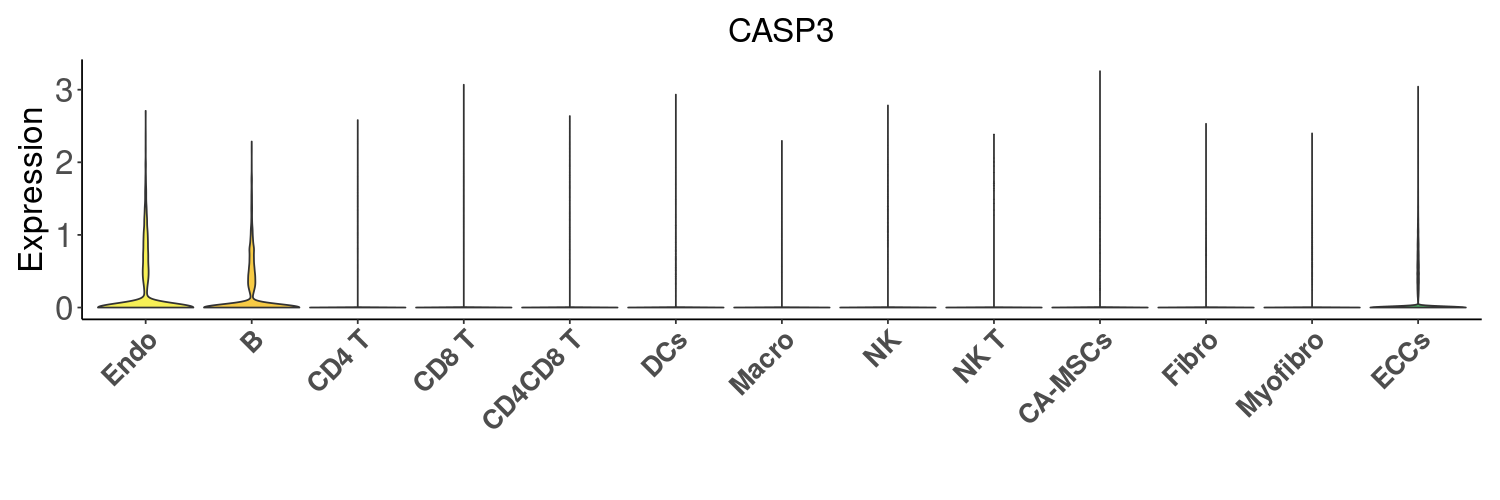 CASP3
Expression
3
2
1
0
Endo
B
CD4 T
CD8 T
CD4CD8 T
DCs
Macro
NK
NK T
CA-MSCs
Fibro
Myofibro
ECCs